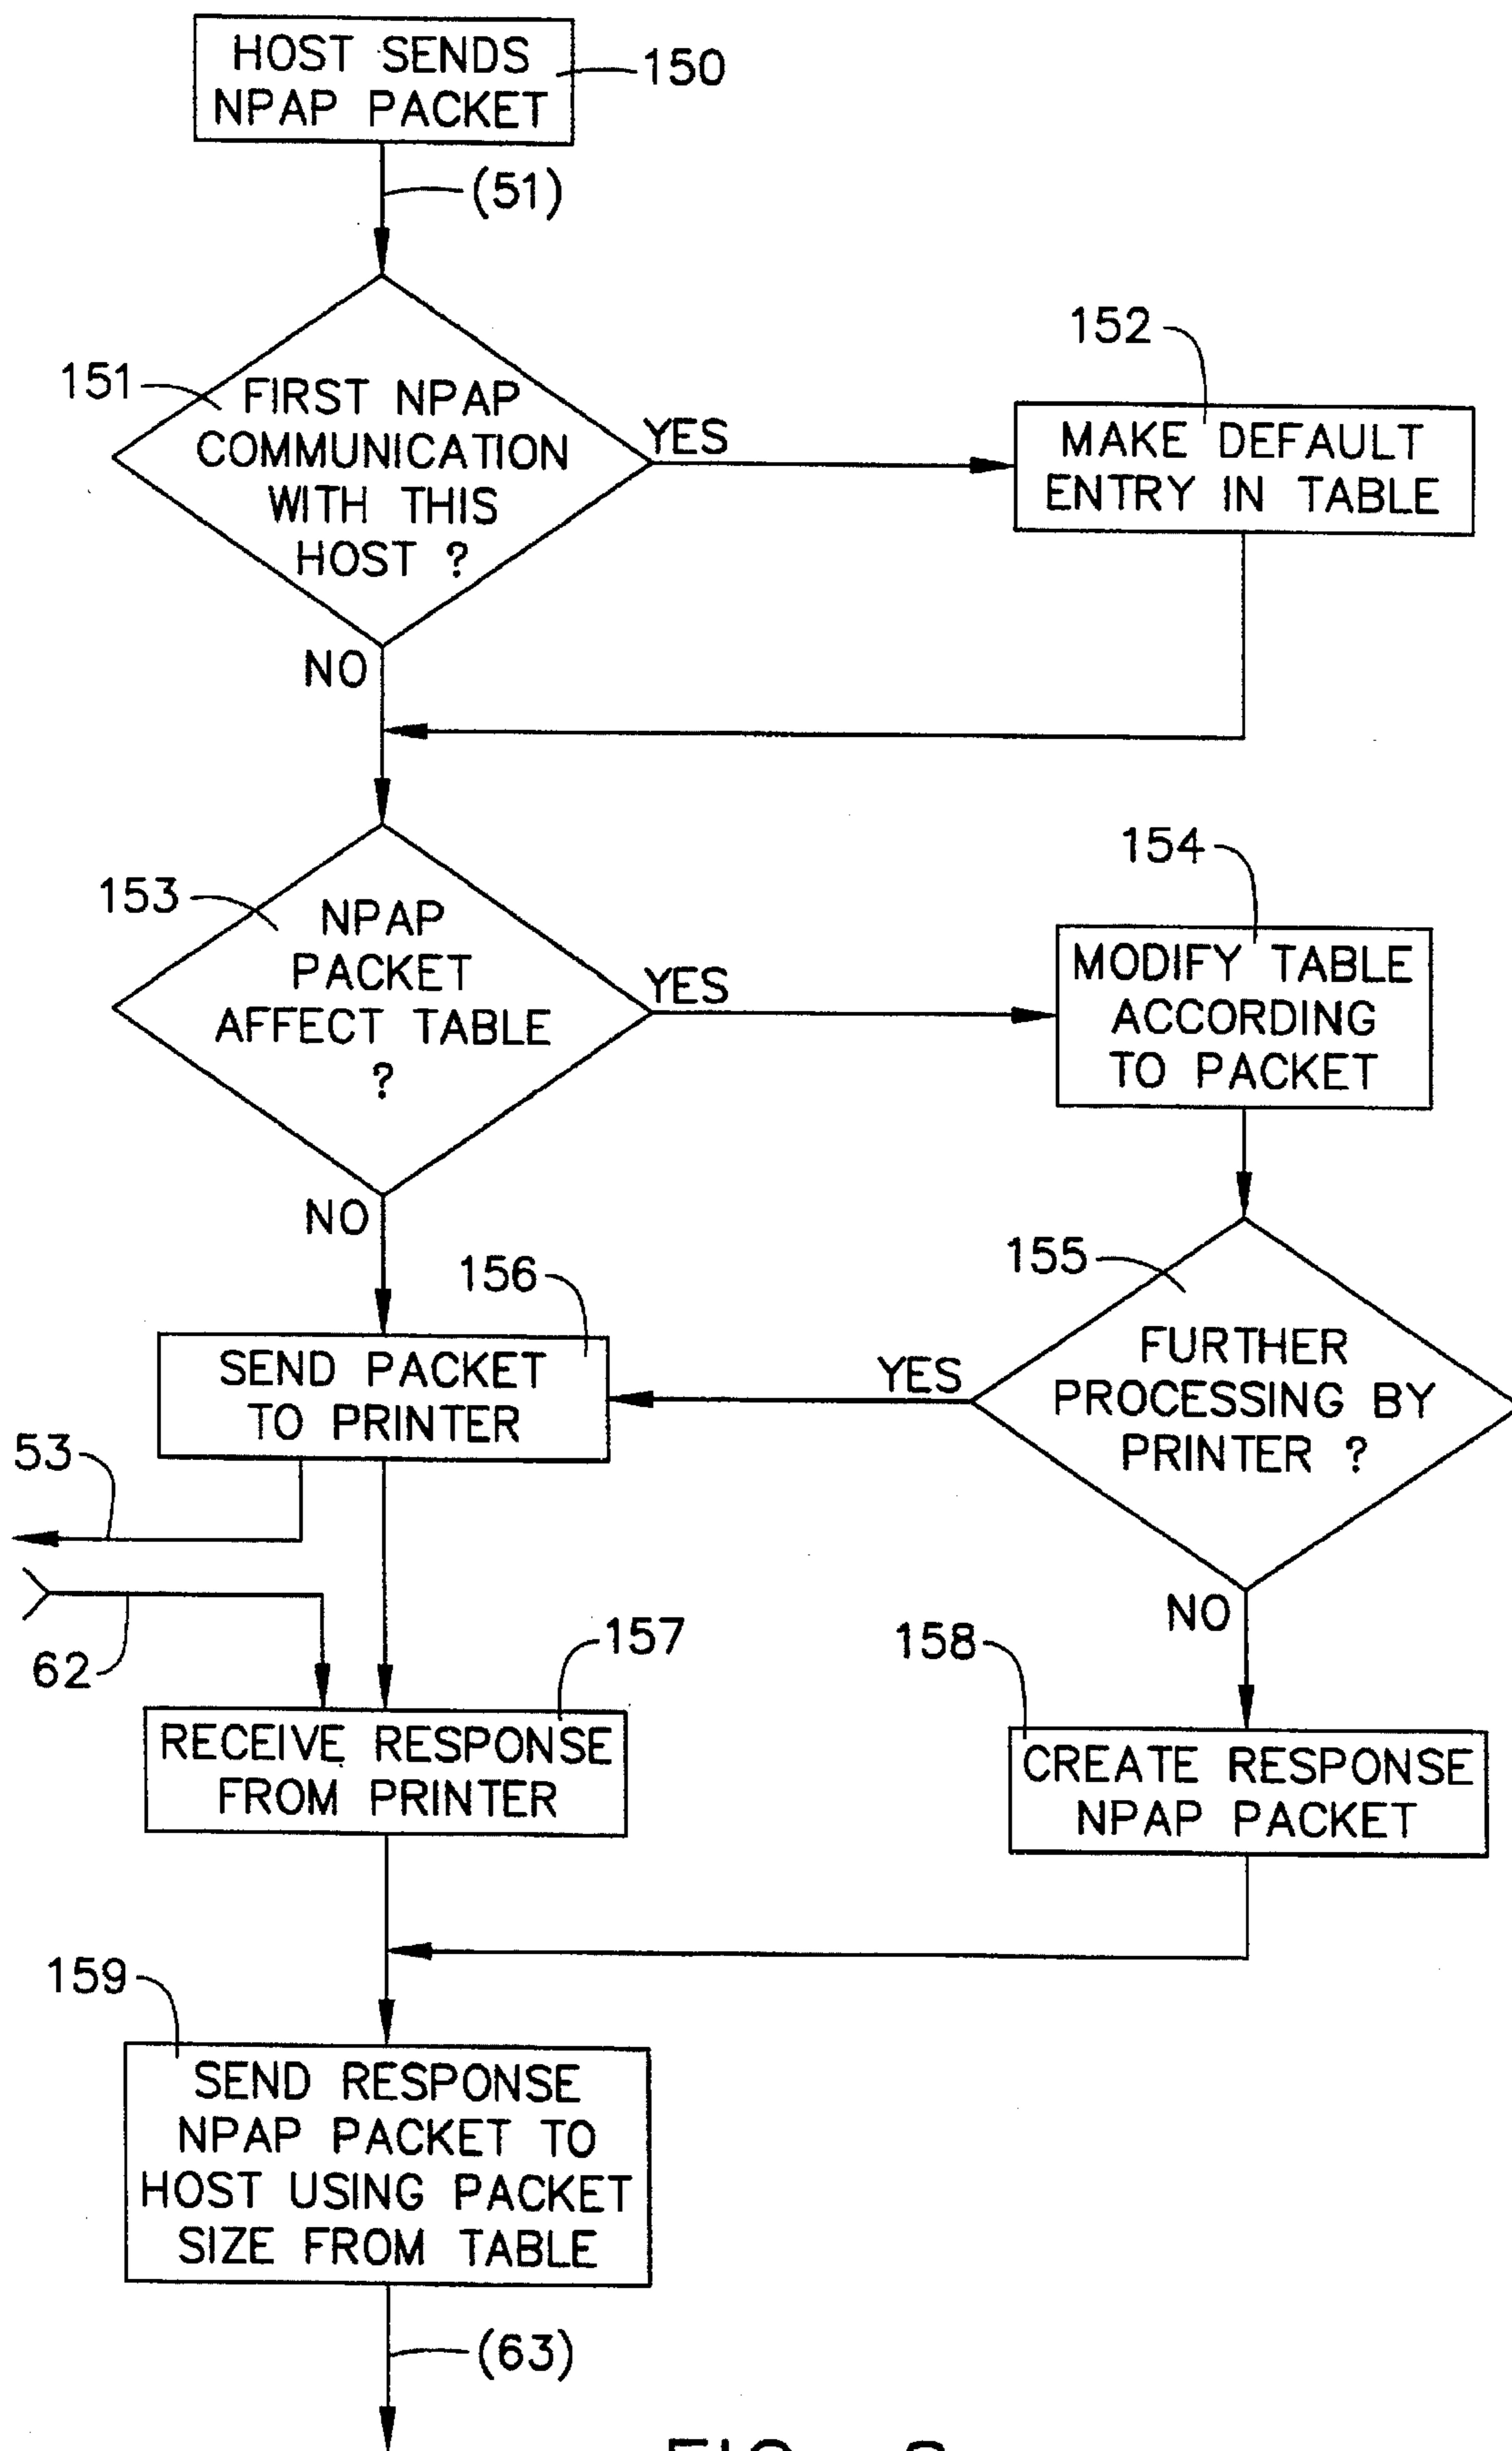 HOST SENDS
NPAP PACKET
150
(51)
151
FIRST NPAP
COMMUNICATION
WITH THIS
HOST ?
YES
152
MAKE DEFAULT
ENTRY IN TABLE
NO
153
NPAP
PACKET
AFFECT TABLE
?
YES
154
MODIFY TABLE
ACCORDING
TO PACKET
NO
155
FURTHER
PROCESSING BY
PRINTER ?
YES
156
SEND PACKET
TO PRINTER
53
62
NO
157
RECEIVE RESPONSE
FROM PRINTER
158
CREATE RESPONSE
NPAP PACKET
159
SEND RESPONSE
NPAP PACKET TO
HOST USING PACKET
SIZE FROM TABLE
(63)
FIG.